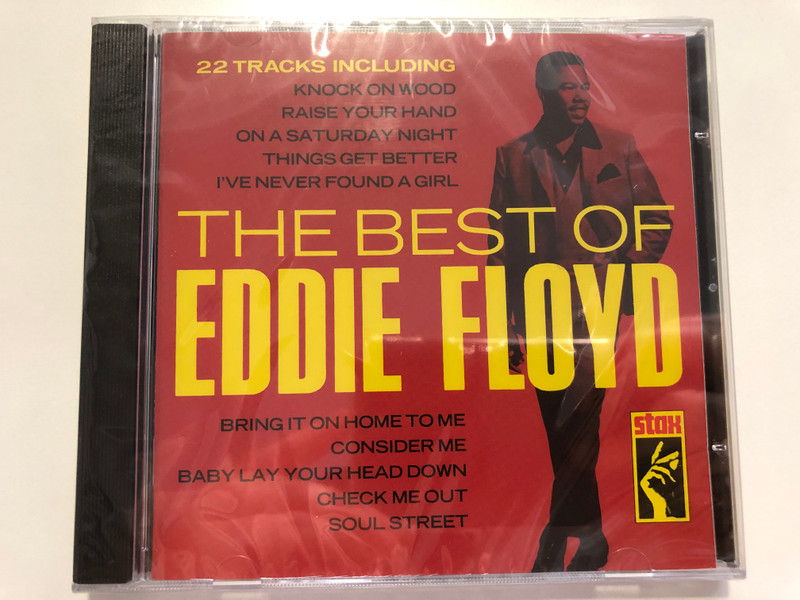 22 TRACKS INCLUDING
KNOCK ON WOOD
RAISE YOUR HAND
ON A SATURDAY NIGHT
THINGS GET BETTER
I'VE NEVER FOUND A GIRL
THE BEST OF
EDDIE FLOYD
BRING IT ON HOME TO ME
CONSIDER ME
BABY LAY YOUR HEAD DOWN
CHECK ME OUT
SOUL STREET
stax